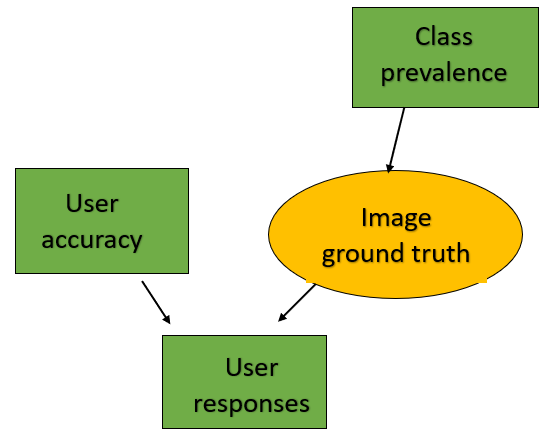 Class
prevalence
User
accuracy
Image
ground truth
User
responses